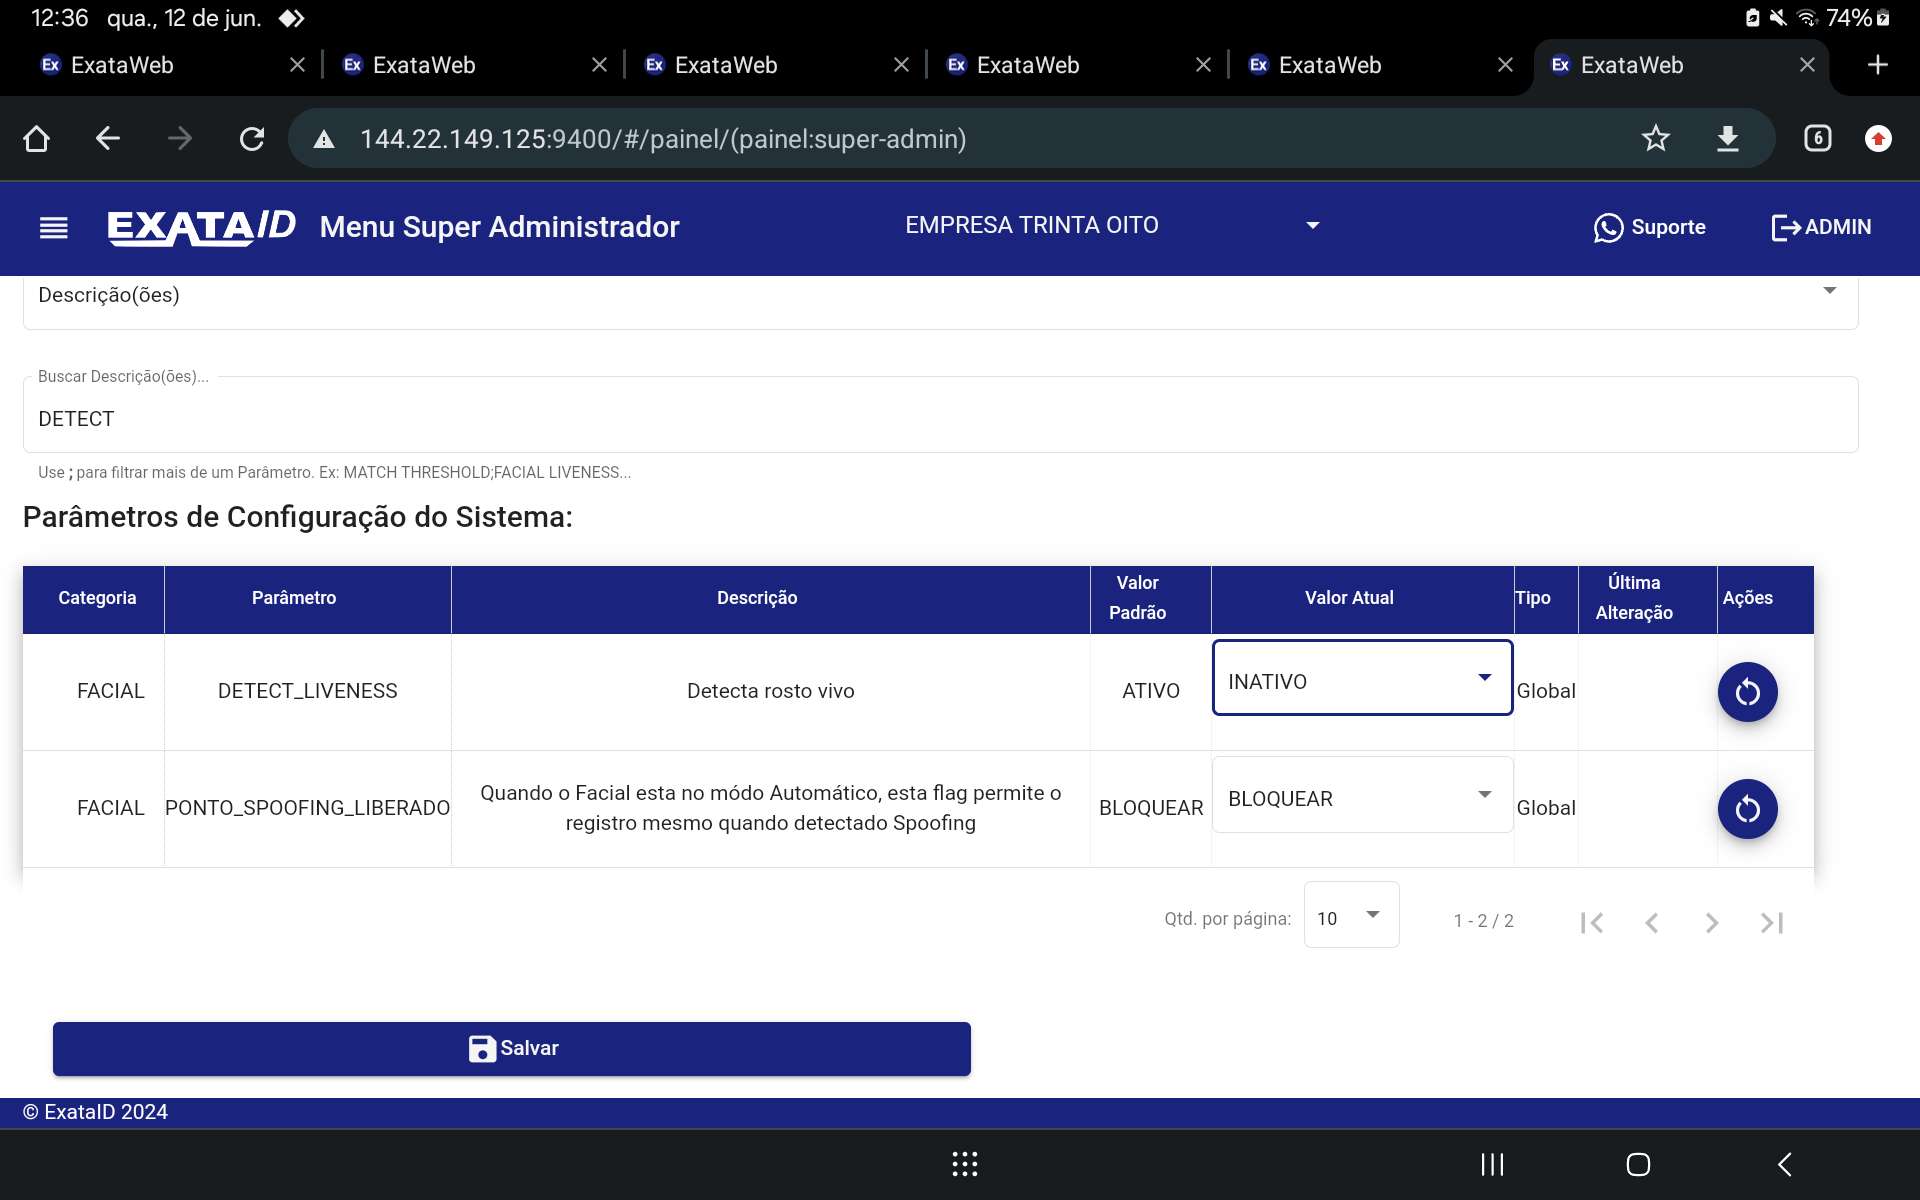 12:36 qua., 12 de jun. 74%
Ex ExataWeb Ex ExataWeb Ex ExataWeb Ex ExataWeb Ex ExataWeb Ex ExataWeb
144.22.149.125:9400/#/painel/(painel:super-admin) 6
EXATAID Menu Super Administrador EMPRESA TRINTA OITO Suporte ADMIN
Descrição(ões)
Buscar Descrição(ões)...
DETECT
Use ; para filtrar mais de um Parâmetro. Ex: MATCH THRESHOLD;FACIAL LIVENESS...
Parâmetros de Configuração do Sistema:
Categoria Parâmetro Descrição Valor Padrão Valor Atual Tipo Última Alteração Ações
FACIAL DETECT_LIVENESS Detecta rosto vivo ATIVO INATIVO Global
FACIAL PONTO_SPOOFING_LIBERADO Quando o Facial esta no módo Automático, esta flag permite o registro mesmo quando detectado Spoofing BLOQUEAR BLOQUEAR Global
Qtd. por página: 10 1 - 2 / 2
Salvar
© ExataID 2024